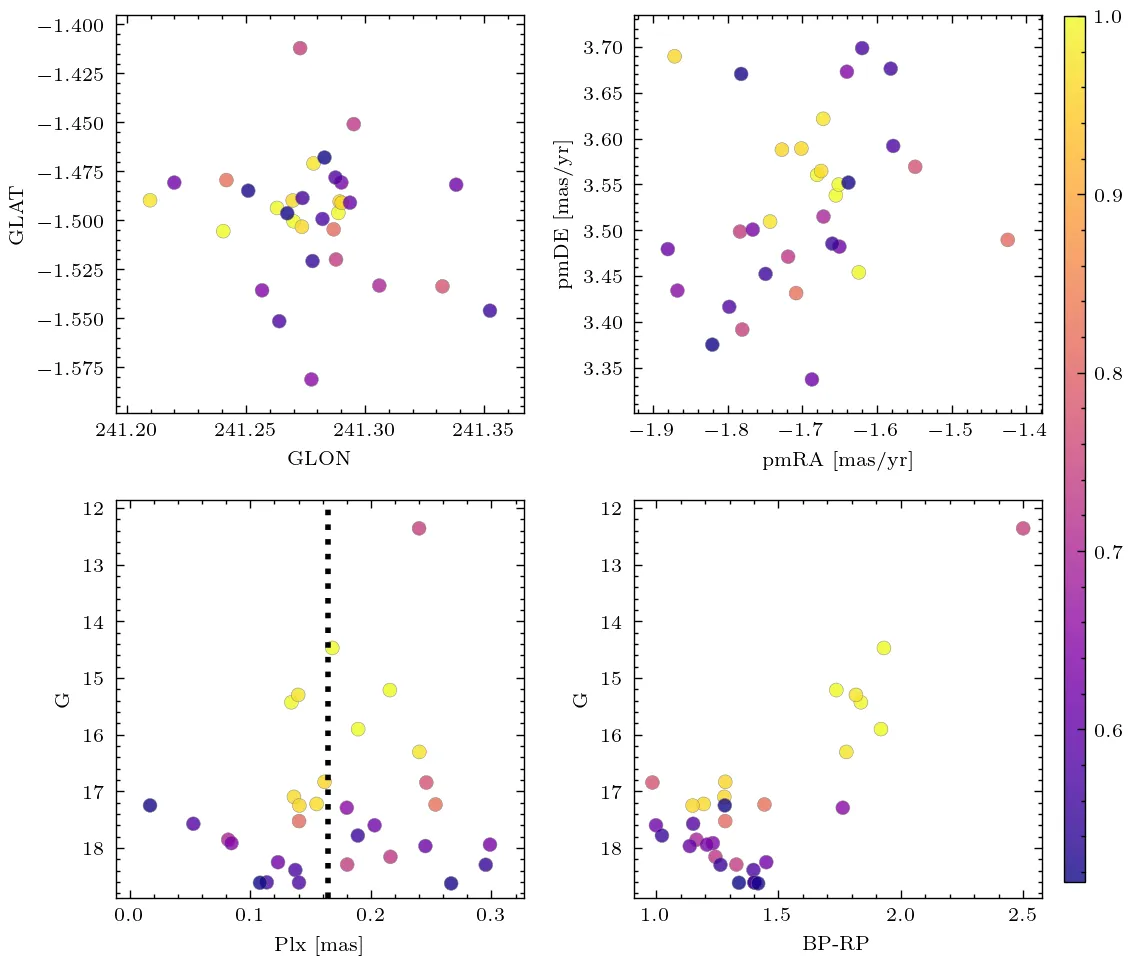 −1.400
−1.425
−1.450
−1.475
−1.500
−1.525
−1.550
−1.575
GLAT
241.20 241.25 241.30 241.35
GLON
3.70
3.65
3.60
3.55
3.50
3.45
3.40
3.35
pmDE [mas/yr]
−1.9 −1.8 −1.7 −1.6 −1.5 −1.4
pmRA [mas/yr]
12
13
14
15
16
17
18
G
0.0 0.1 0.2 0.3
Plx [mas]
12
13
14
15
16
17
18
G
1.0 1.5 2.0 2.5
BP-RP
1.0
0.9
0.8
0.7
0.6